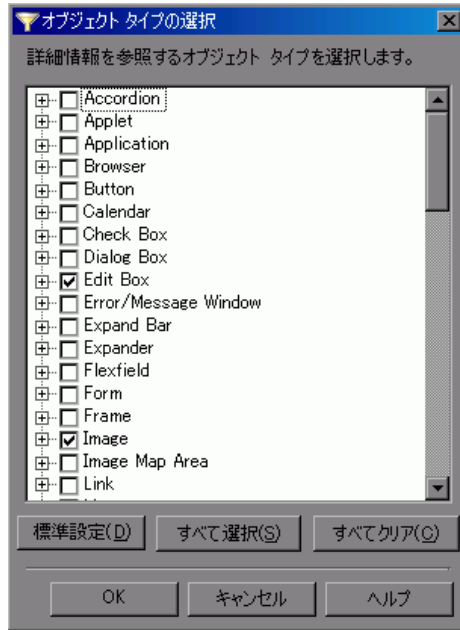 オブジェクト タイプの選択
詳細情報を参照するオブジェクト タイプを選択します。
Accordion
Applet
Application
Browser
Button
Calendar
Check Box
Dialog Box
Edit Box
Error/Message Window
Expand Bar
Expander
Flexfield
Form
Frame
Image
Image Map Area
Link
標準設定(D) すべて選択(S) すべてクリア(C)
OK キャンセル ヘルプ